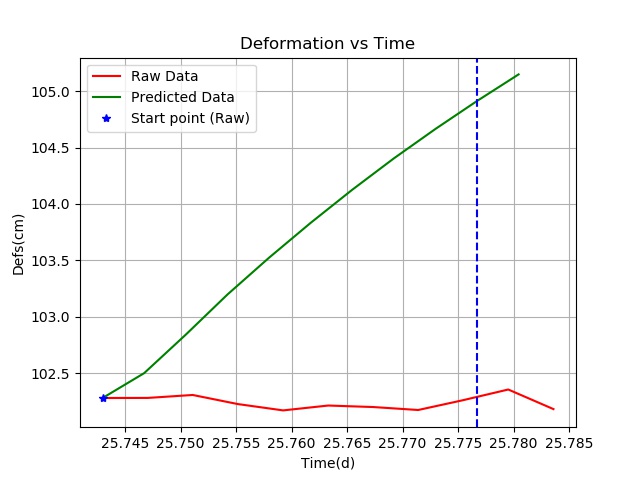 Deformation vs Time
Raw Data
Predicted Data
Start point (Raw)
105.0
104.5
104.0
103.5
103.0
102.5
Defs(cm)
25.745 25.750 25.755 25.760 25.765 25.770 25.775 25.780 25.785
Time(d)